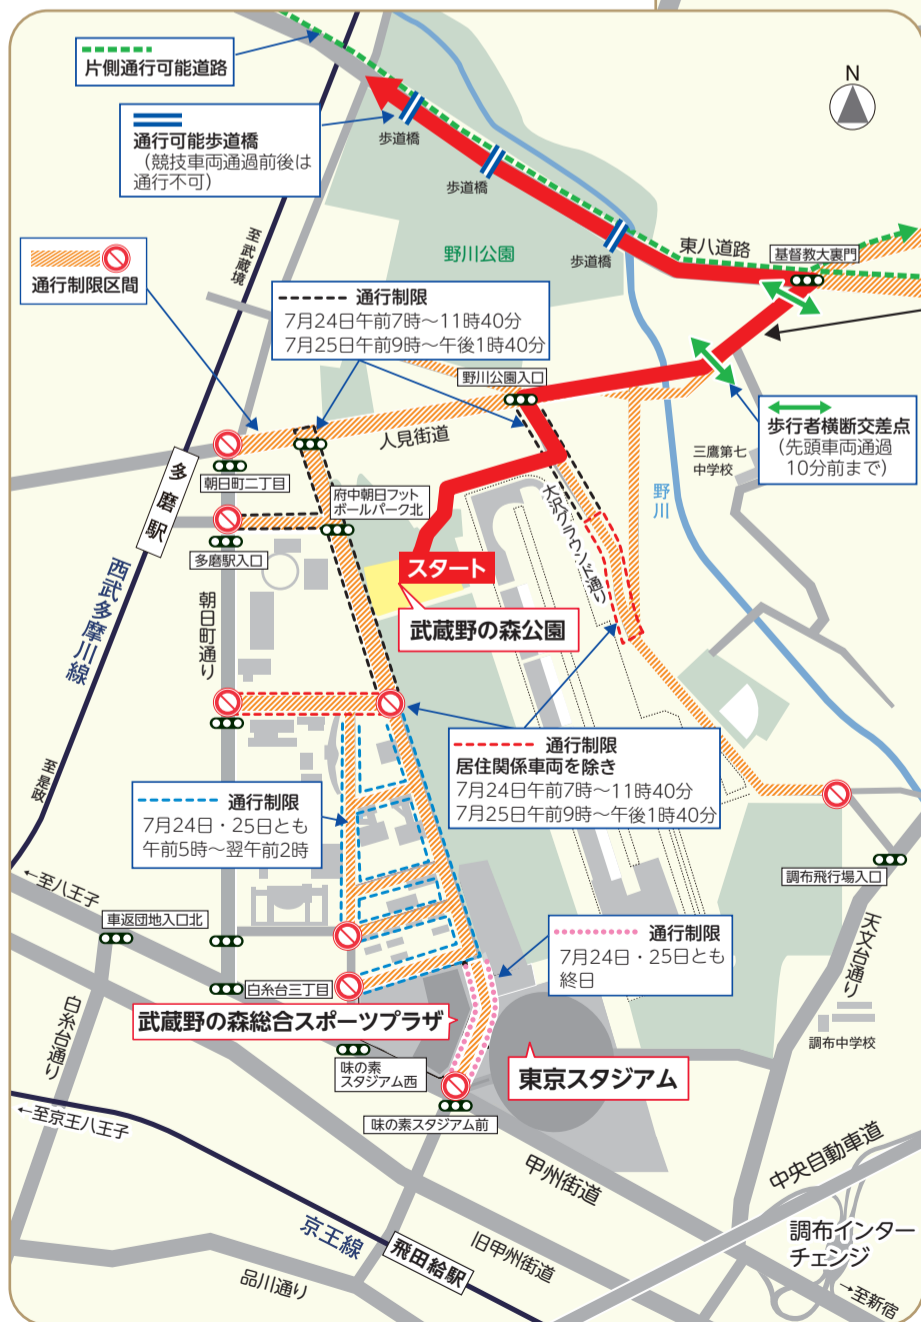 片側通行可能道路
N
通行可能歩道橋
（競技車両通過前後は
通行不可）
歩道橋
歩道橋
歩道橋
至武蔵境
野川公園
東八道路
基督教大裏門
通行制限区間
通行制限
7月24日午前7時〜11時40分
7月25日午前9時〜午後1時40分
野川公園入口
人見街道
歩行者横断交差点
（先頭車両通過
10分前まで）
三鷹第七
中学校
野川
朝日町二丁目
多磨駅
府中朝日フット
ボールパーク北
多磨駅入口
大沢グラウンド通り
スタート
武蔵野の森公園
西武多摩川線
朝日町通り
至是政
通行制限
居住関係車両を除き
7月24日午前7時〜11時40分
7月25日午前9時〜午後1時40分
通行制限
7月24日・25日とも
午前5時〜翌午前2時
調布飛行場入口
←至八王子
車返団地入口北
通行制限
7月24日・25日とも
終日
天文台通り
白糸台三丁目
白糸台通り
武蔵野の森総合スポーツプラザ
調布中学校
味の素
スタジアム西
東京スタジアム
味の素スタジアム前
←至京王八王子
甲州街道
中央自動車道
京王線
飛田給駅
旧甲州街道
調布インター
チェンジ
品川通り
→至新宿